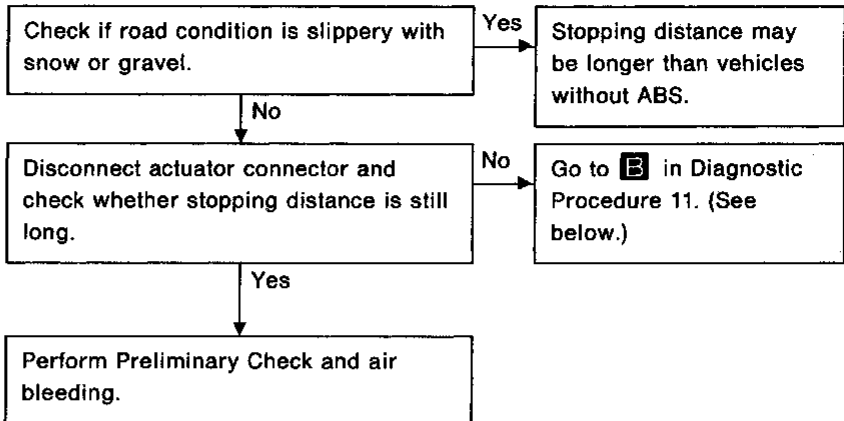 Check if road condition is slippery with
snow or gravel.
Yes
Stopping distance may
be longer than vehicles
without ABS.
No
Disconnect actuator connector and
check whether stopping distance is still
long.
No
Go to B in Diagnostic
Procedure 11. (See
below.)
Yes
Perform Preliminary Check and air
bleeding.